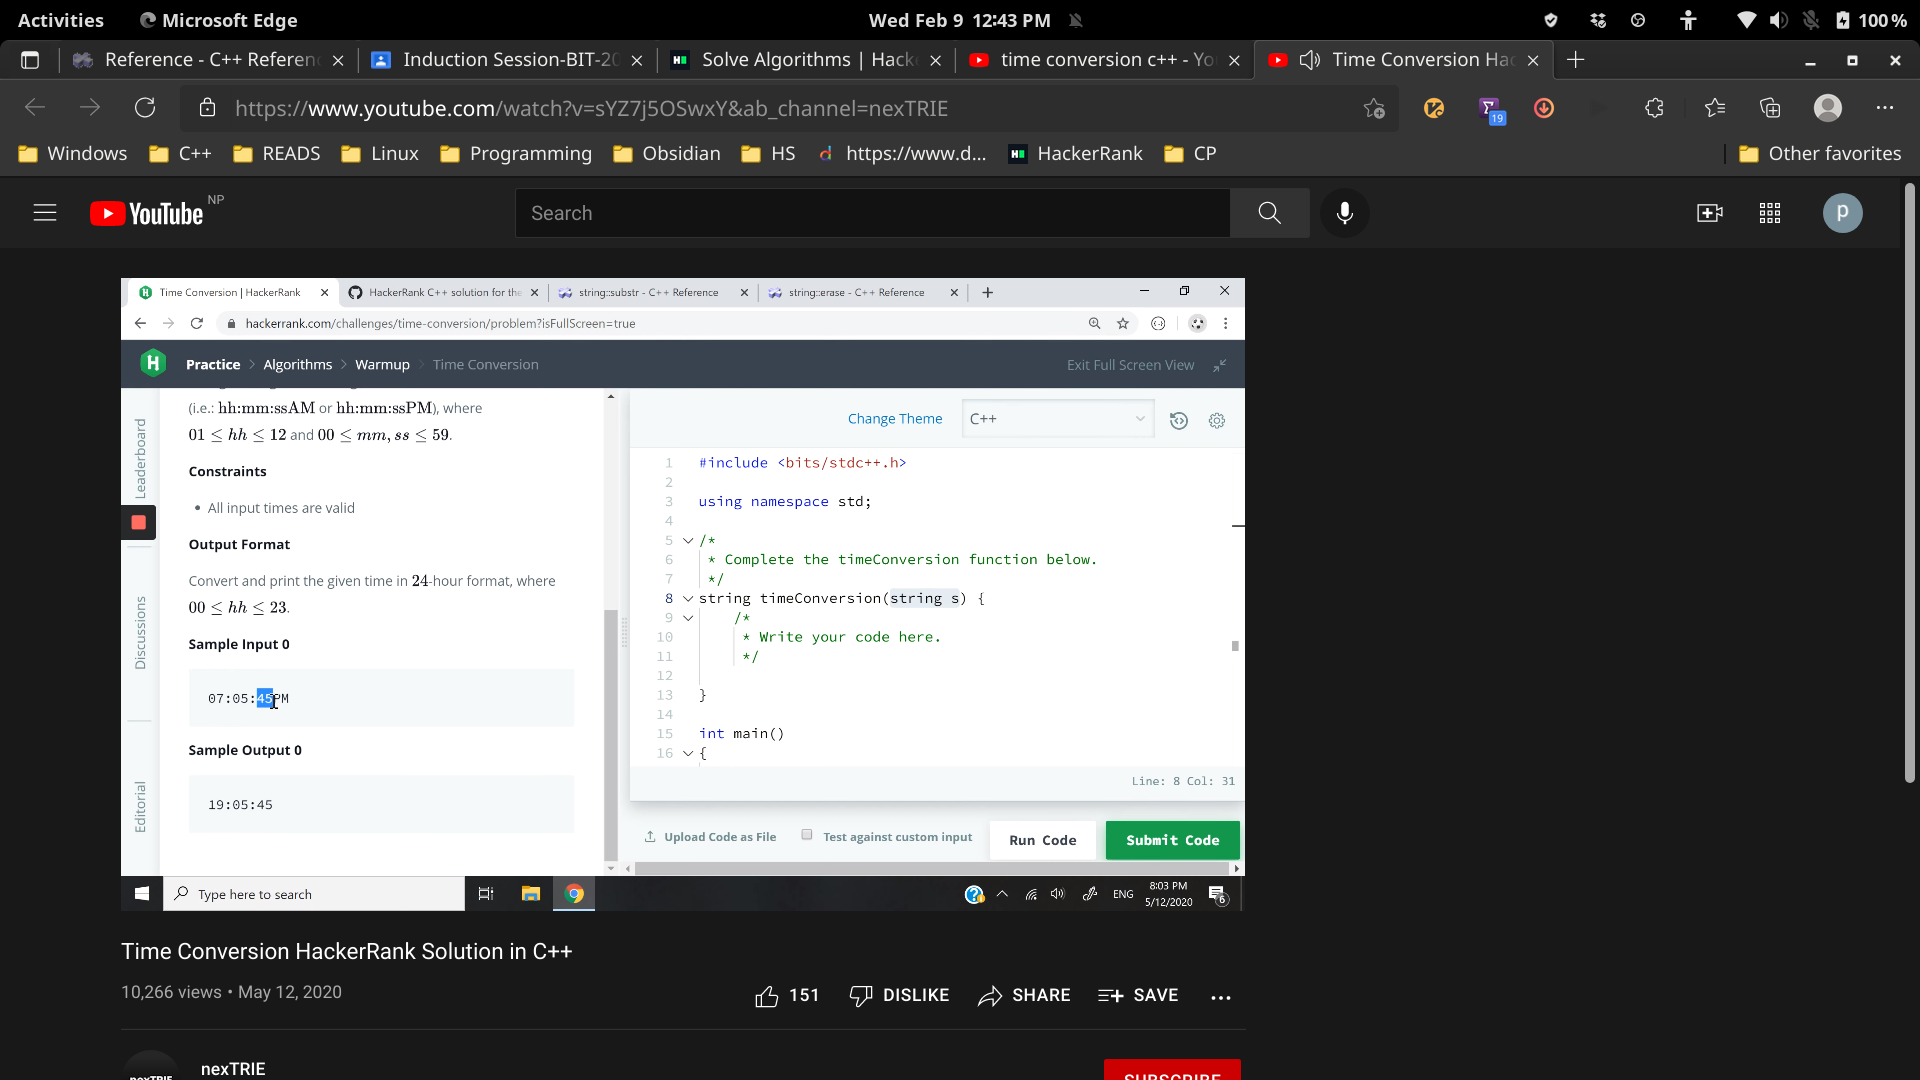 Activities
Microsoft Edge
Wed Feb 9 12:43 PM
100%
Reference - C++ Referen
Induction Session-BIT-20
Solve Algorithms | Hack
time conversion c++ - Yo
Time Conversion Hac
https://www.youtube.com/watch?v=sYZ7j5OSwxY&ab_channel=nexTRIE
19
Windows
C++
READS
Linux
Programming
Obsidian
HS
https://www.d...
HackerRank
CP
Other favorites
YouTube NP
Search
p
Time Conversion | HackerRank
HackerRank C++ solution for the
string::substr - C++ Reference
string::erase - C++ Reference
hackerrank.com/challenges/time-conversion/problem?isFullScreen=true
Practice > Algorithms > Warmup > Time Conversion
Exit Full Screen View
Leaderboard
Discussions
Editorial
(i.e.: hh:mm:ssAM or hh:mm:ssPM), where
01 ≤ hh ≤ 12 and 00 ≤ mm, ss ≤ 59.
Constraints
• All input times are valid
Output Format
Convert and print the given time in 24-hour format, where
00 ≤ hh ≤ 23.
Sample Input 0
07:05:45PM
Sample Output 0
19:05:45
Change Theme
C++
1 #include <bits/stdc++.h>
2
3 using namespace std;
4
5 /*
6 * Complete the timeConversion function below.
7 */
8 string timeConversion(string s) {
9 /*
10 * Write your code here.
11 */
12
13 }
14
15 int main()
16 {
Line: 8 Col: 31
Upload Code as File
Test against custom input
Run Code
Submit Code
Type here to search
ENG
8:03 PM
5/12/2020
6
Time Conversion HackerRank Solution in C++
10,266 views • May 12, 2020
151
DISLIKE
SHARE
SAVE
nexTRIE
nexTRIE
SUBSCRIBE